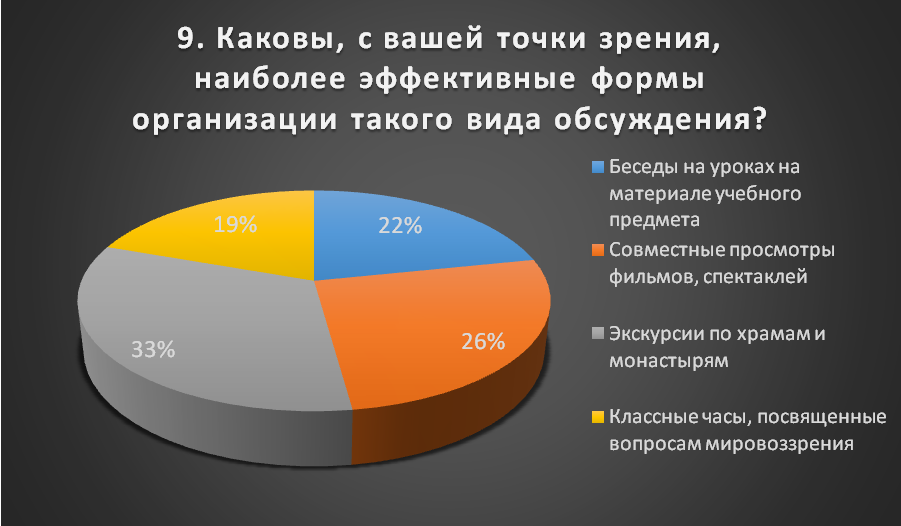 9. Каковы, с вашей точки зрения,
наиболее эффективные формы
организации такого вида обсуждения?
19%
22%
33%
26%
Беседы на уроках на
материале учебного
предмета
Совместные просмотры
фильмов, спектаклей
Экскурсии по храмам и
монастырям
Классные часы, посвященные
вопросам мировоззрения